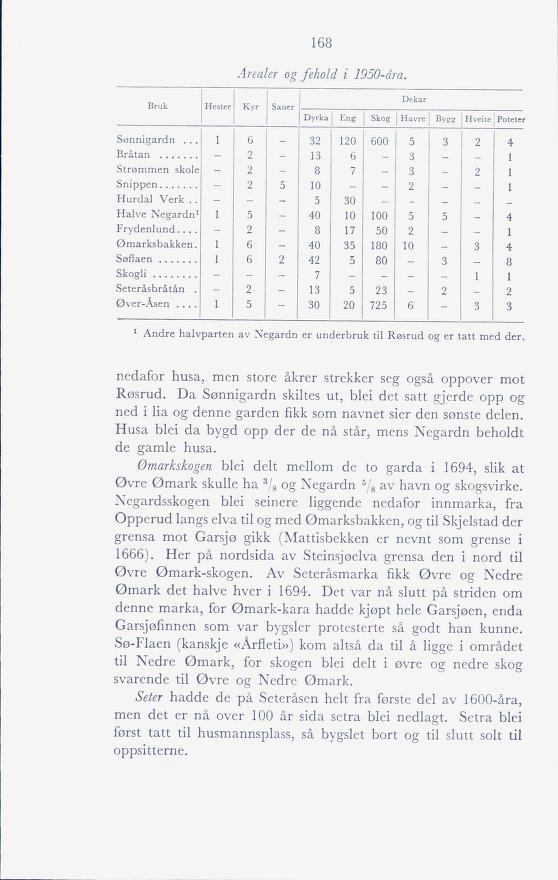 168
Arealer og fehold i 1950-åra.
Bruk Hester Kyr Sauer Dekar
Dyrka Eng Skog Havre Bygg Hveite Poteter
Sønnigardn ... 1 6 – 32 120 600 5 3 2 4
Bråtan ....... – 2 – 13 6 – 3 – – 1
Strømmen skole – 2 – 8 7 – 3 – 2 1
Snippen....... – 2 5 10 – – 2 – – 1
Hurdal Verk .. – – – 5 30 – – – – –
Halve Negardn¹ 1 5 – 40 10 100 5 5 – 4
Frydenlund.... – 2 – 8 17 50 2 – – 1
Ømarksbakken. 1 6 – 40 35 180 10 – 3 4
Søflaen ........ 1 6 2 42 5 80 – 3 – 8
Skogli ........ – – – 7 – – – – 1 1
Seteråsbråtån . – 2 – 13 5 23 – 2 – 2
Øver-Åsen .... 1 5 – 30 20 725 6 – 3 3
¹ Andre halvparten av Negardn er underbruk til Røsrud og er tatt med der.
nedafor husa, men store åkrer strekker seg også oppover mot
Røsrud. Da Sønnigardn skiltes ut, blei det satt gjerde opp og
ned i lia og denne garden fikk som navnet sier den sønste delen.
Husa blei da bygd opp der de nå står, mens Negardn beholdt
de gamle husa.
Ømarkskogen blei delt mellom de to garda i 1694, slik at
Øvre Ømark skulle ha ³/₈ og Negardn ⁵/₈ av havn og skogsvirke.
Negardsskogen blei seinere liggende nedafor innmarka, fra
Opperud langs elva til og med Ømarksbakken, og til Skjelstad der
grensa mot Garsjø gikk (Mattisbekken er nevnt som grense i
1666). Her på nordsida av Steinsjøelva grensa den i nord til
Øvre Ømark-skogen. Av Seteråsmarka fikk Øvre og Nedre
Ømark det halve hver i 1694. Det var nå slutt på striden om
denne marka, for Ømark-kara hadde kjøpt hele Garsjøen, enda
Garsjøfinnen som var bygsler protesterte så godt han kunne.
Sø-Flaen (kanskje «Årfleti») kom altså da til å ligge i området
til Nedre Ømark, for skogen blei delt i øvre og nedre skog
svarende til Øvre og Nedre Ømark.
Seter hadde de på Seteråsen helt fra første del av 1600-åra,
men det er nå over 100 år sida setra blei nedlagt. Setra blei
først tatt til husmannsplass, så bygslet bort og til slutt solt til
oppsitterne.